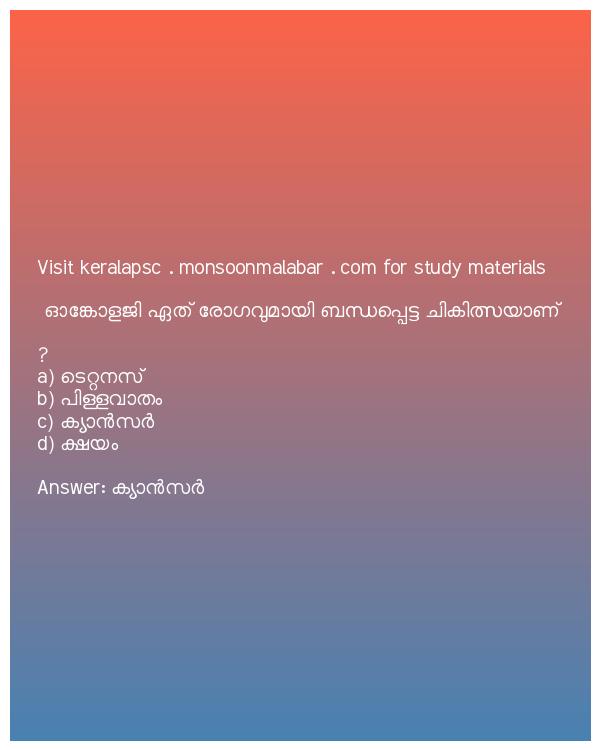 Visit keralapsc . monsoonmalabar . com for study materials
ഓങ്കോളജി ഏത് രോഗവുമായി ബന്ധപ്പെട്ട ചികിത്സയാണ്
?
a) ടെറ്റനസ്
b) പിള്ളവാതം
c) ക്യാൻസർ
d) ക്ഷയം
Answer: ക്യാൻസർ